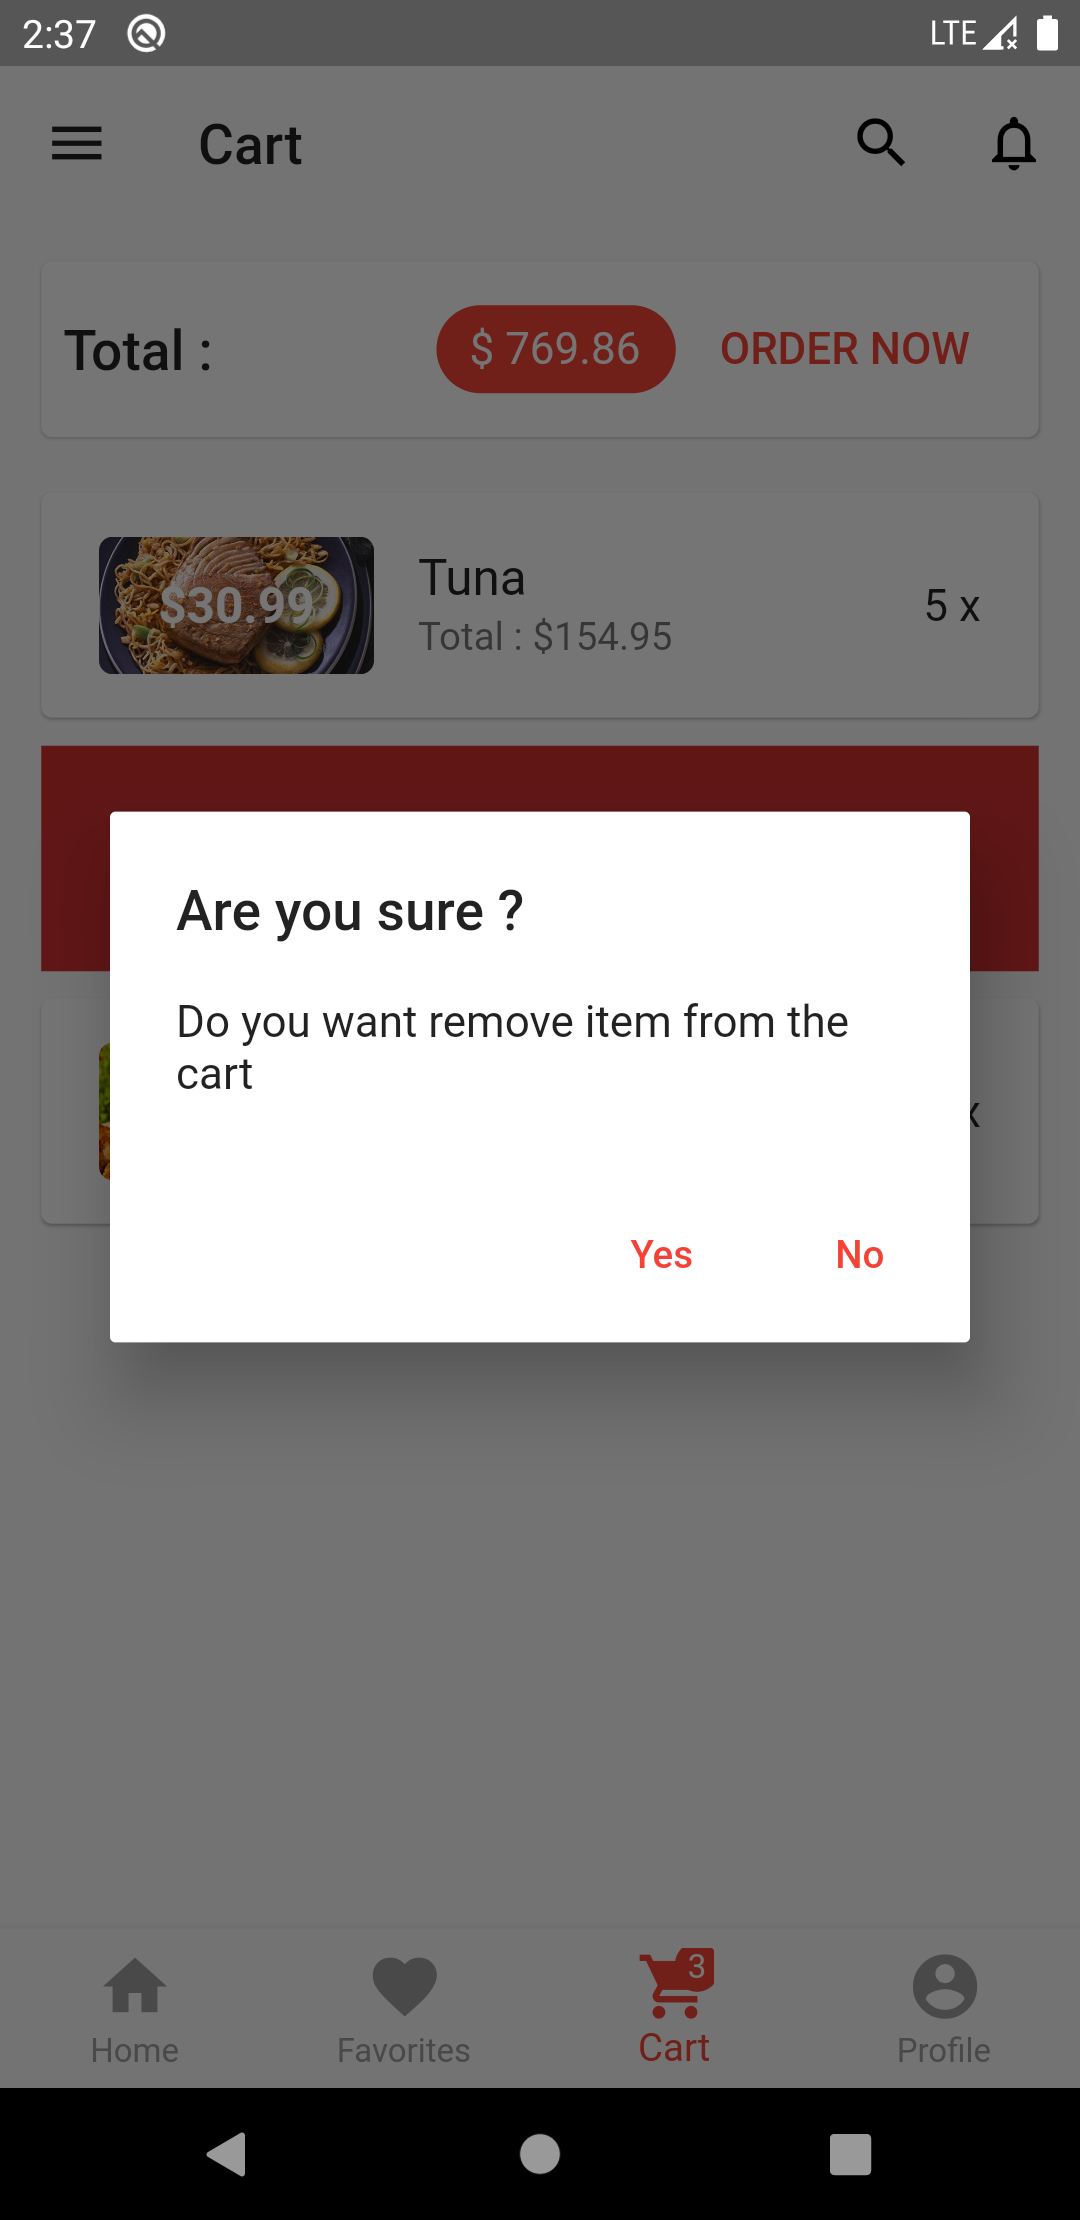 2:37 LTE
Cart
Total : $ 769.86 ORDER NOW
$30.99
Tuna
Total : $154.95
5 x
Are you sure ?
Do you want remove item from the
cart
x
Yes No
3
Home Favorites Cart Profile